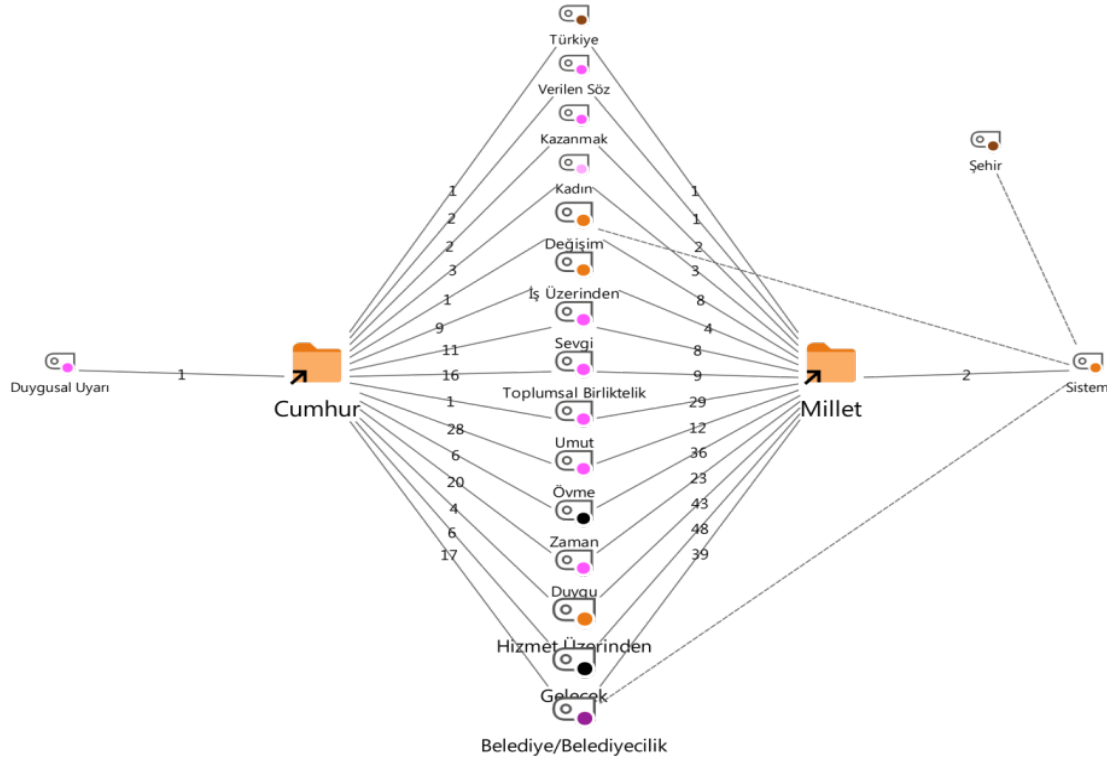 Türkiye
Verilen Söz
Kazanmak
Şehir
1
1
Kadın
2
1
Değişim
2
2
3
3
İş Üzerinden
1
8
9
4
Sevgi
11
8
Duygusal Uyarı
1
16
9
2
Sistem
Toplumsal Birliktelik
Cumhur
1
29
Millet
28
12
Umut
6
36
20
23
Övme
4
43
6
48
Zaman
17
39
Duygu
Hizmet Üzerinden
Gelecek
Belediye/Belediyecilik